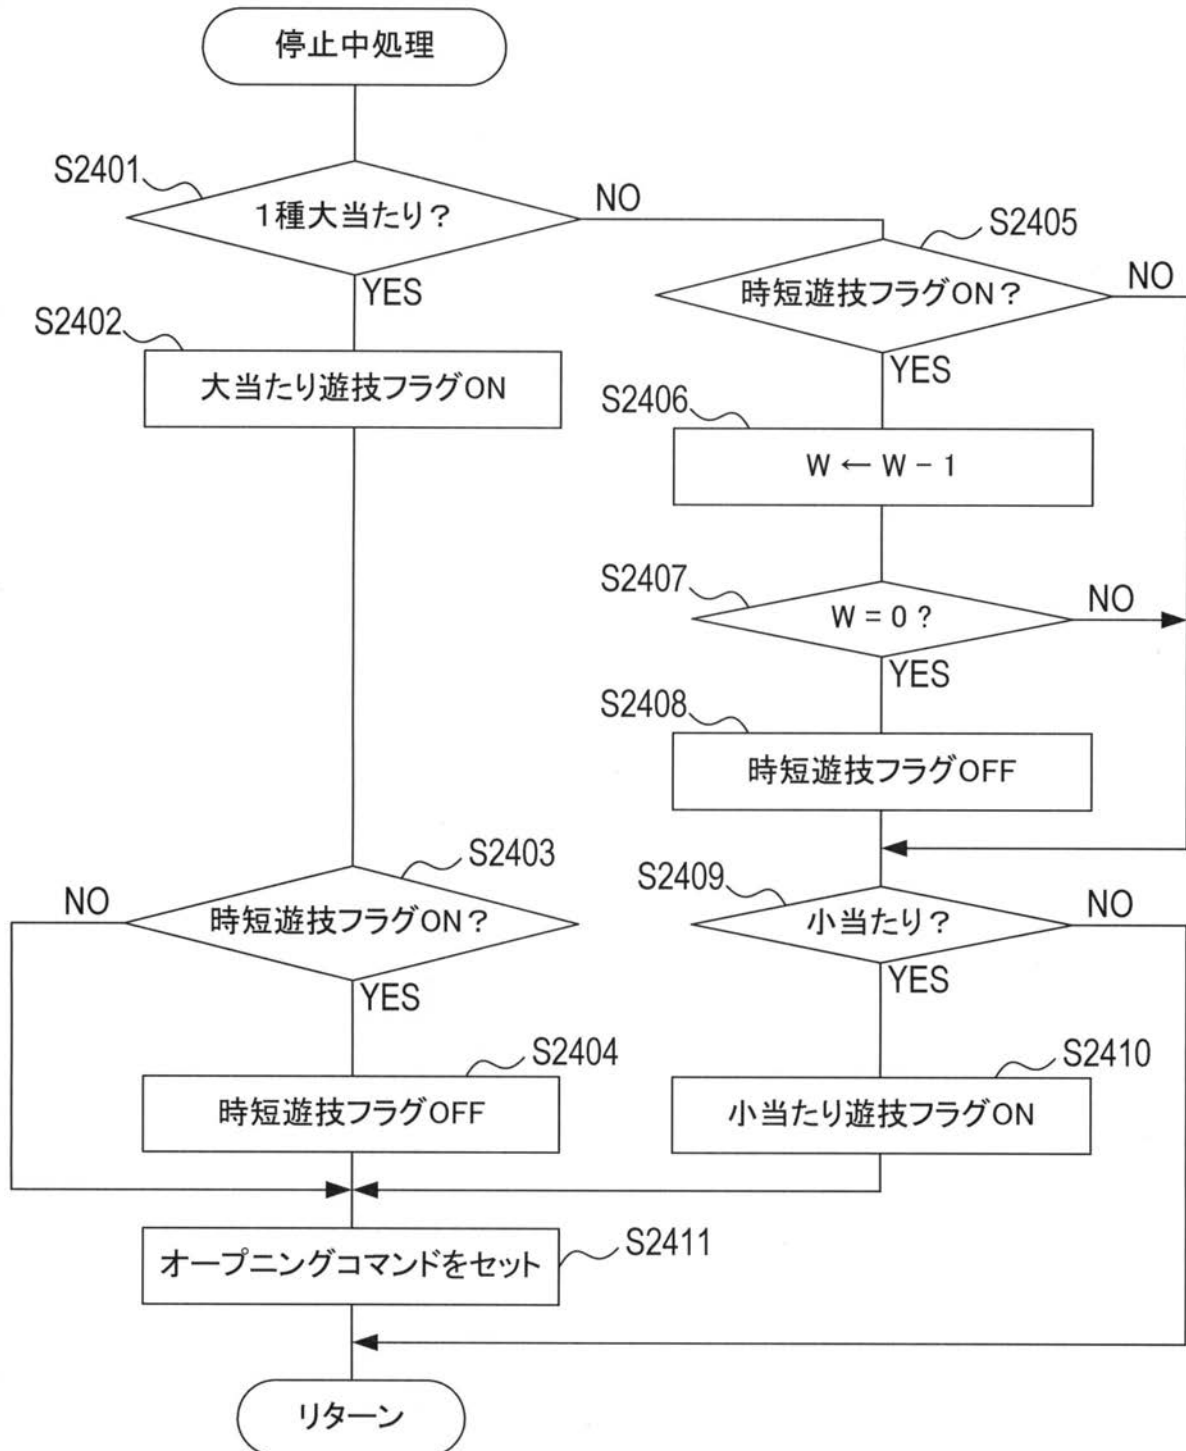 停止中処理
S2401
1種大当たり?
NO
YES
S2402
大当たり遊技フラグON
S2405
時短遊技フラグON?
NO
YES
S2406
W ← W − 1
S2407
W = 0 ?
NO
YES
S2408
時短遊技フラグOFF
S2403
時短遊技フラグON?
NO
YES
S2404
時短遊技フラグOFF
S2409
小当たり?
NO
YES
S2410
小当たり遊技フラグON
S2411
オープニングコマンドをセット
リターン